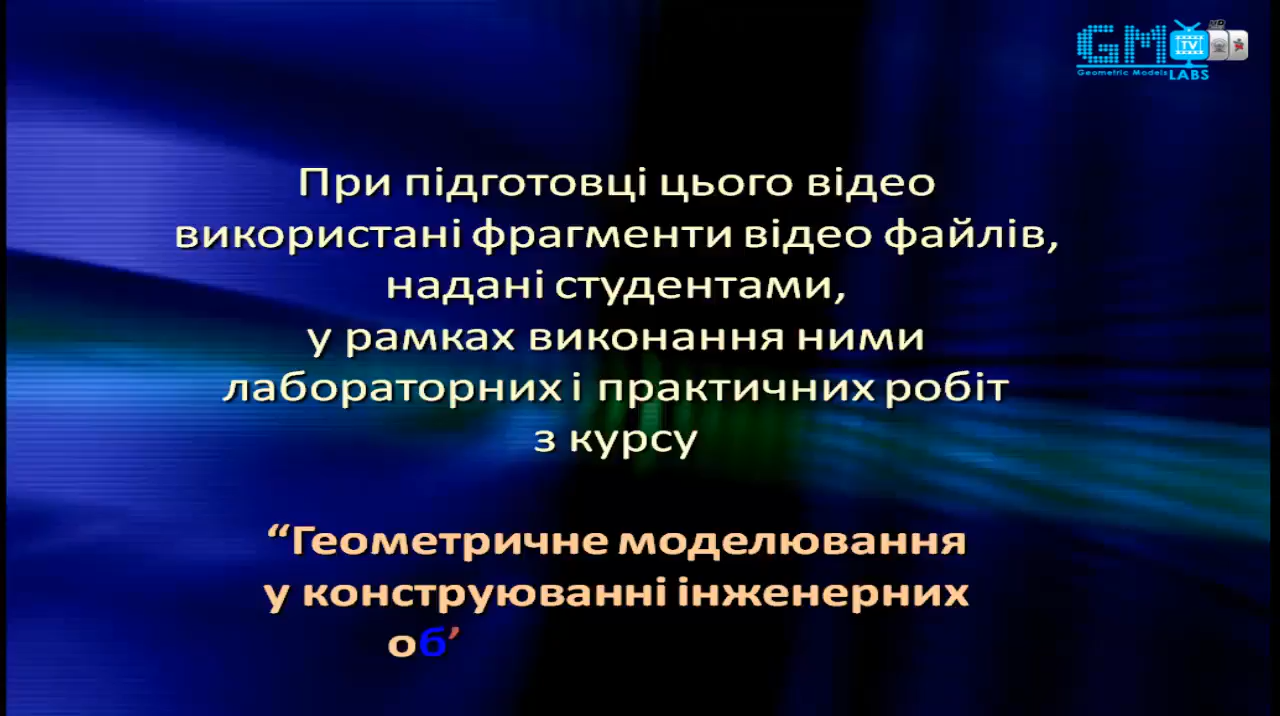 GM TV
Geometric Models LABS
При підготовці цього відео
використані фрагменти відео файлів,
надані студентами,
у рамках виконання ними
лабораторних і практичних робіт
з курсу
“Геометричне моделювання
у конструюванні інженерних
об’